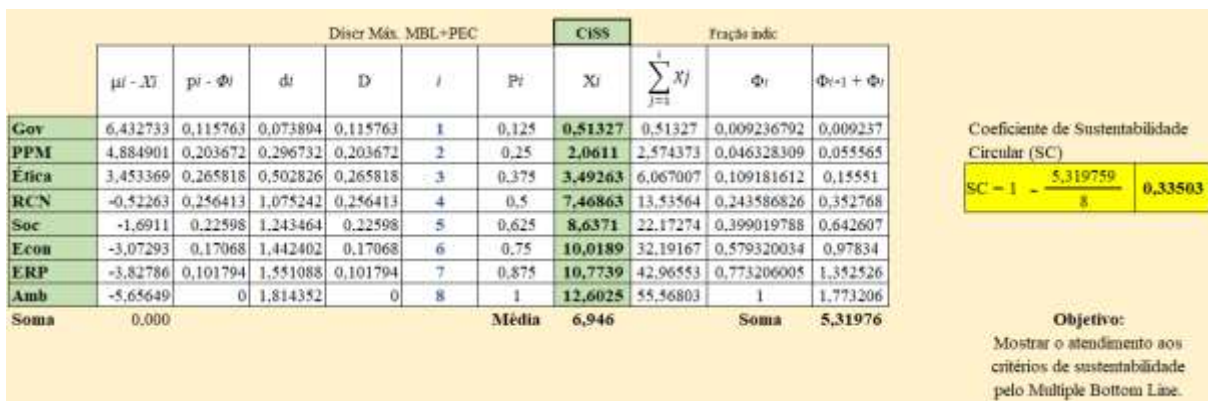 Discr Máx. MBL+PEC CiSS Fração indic
μi - Xi pi - Φi di D i Pi Xi ∑ Xj j=1 Φi Φi-1 + Φi
Gov 6,432733 0,115763 0,073894 0,115763 1 0,125 0,51327 0,51327 0,009236792 0,009237
PPM 4,884901 0,203672 0,296732 0,203672 2 0,25 2,0611 2,574373 0,046328309 0,055565
Ética 3,453369 0,265818 0,502826 0,265818 3 0,375 3,49263 6,067007 0,109181612 0,15551
RCN -0,52263 0,256413 1,075242 0,256413 4 0,5 7,46863 13,53564 0,243586826 0,352768
Soc -1,6911 0,22598 1,243464 0,22598 5 0,625 8,6371 22,17274 0,399019788 0,642607
Econ -3,07293 0,17068 1,442402 0,17068 6 0,75 10,0189 32,19167 0,579320034 0,97834
ERP -3,82786 0,101794 1,551088 0,101794 7 0,875 10,7739 42,96553 0,773206005 1,352526
Amb -5,65649 0 1,814352 0 8 1 12,6025 55,56803 1 1,773206
Soma 0,000 Média 6,946 Soma 5,31976
Coeficiente de Sustentabilidade
Circular (SC)
SC = 1 - 5,319759 / 8 0,33503
Objetivo:
Mostrar o atendimento aos
critérios de sustentabilidade
pelo Multiple Bottom Line.